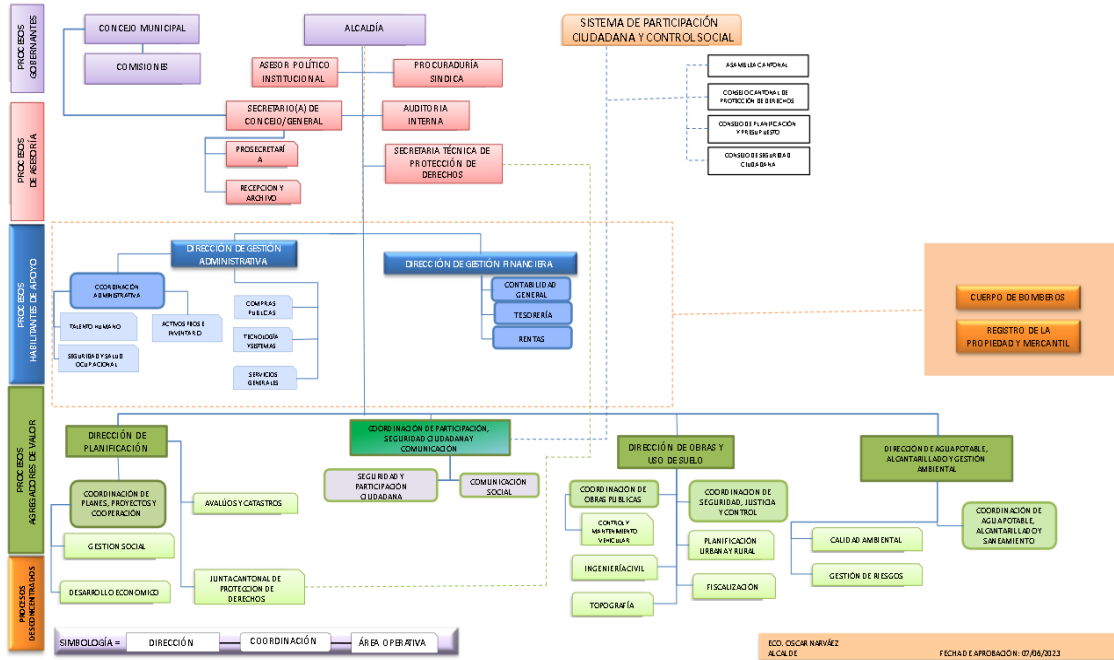 PROCESOS
GOBERNANTES
CONCEJO MUNICIPAL
COMISIONES
ALCALDÍA
SISTEMA DE PARTICIPACIÓN
CIUDADANA Y CONTROL SOCIAL
ASESOR POLÍTICO
INSTITUCIONAL
PROCURADURÍA
SINDICA
ASAMBLEA CANTONAL
CONSEJO CANTONAL DE
PROTECCIÓN DE DERECHOS
CONSEJO DE PLANIFICACIÓN
Y PRESUPUESTO
CONSEJO DE SEGURIDAD
CIUDADANA
PROCESOS
DE ASESORÍA
SECRETARIO(A) DE
CONCEJO/GENERAL
AUDITORIA
INTERNA
PROSECRETARÍ
A
RECEPCION Y
ARCHIVO
SECRETARIA TÉCNICA DE
PROTECCIÓN DE
DERECHOS
PROCESOS
HABILITANTES DE APOYO
DIRECCIÓN DE GESTIÓN
ADMINISTRATIVA
DIRECCIÓN DE GESTIÓN FINANCIERA
COORDINACIÓN
ADMINISTRATIVA
TALENTO HUMANO
ACTIVOS FIJOS E
INVENTARIO
SEGURIDAD Y SALUD
OCUPACIONAL
COMPRAS
PUBLICAS
TECNOLOGÍA
Y SISTEMAS
SERVICIOS
GENERALES
CONTABILIDAD
GENERAL
TESORERÍA
RENTAS
CUERPO DE BOMBEROS
REGISTRO DE LA
PROPIEDAD Y MERCANTIL
PROCESOS
AGREGADORES DE VALOR
DIRECCIÓN DE
PLANIFICACIÓN
COORDINACIÓN DE
PLANES, PROYECTOS Y
COOPERACIÓN
AVALÚOS Y CATASTROS
GESTION SOCIAL
DESARROLLO ECONOMICO
JUNTA CANTONAL DE
PROTECCION DE
DERECHOS
COORDINACIÓN DE PARTICIPACIÓN,
SEGURIDAD CIUDADANA Y
COMUNICACIÓN
SEGURIDAD Y
PARTICIPACIÓN
CIUDADANA
COMUNICACIÓN
SOCIAL
DIRECCIÓN DE OBRAS Y
USO DE SUELO
COORDINACIÓN DE
OBRAS PUBLICAS
COORDINACION DE
SEGURIDAD, JUSTICIA
Y CONTROL
CONTROL Y
MANTENIMIENTO
VEHICULAR
PLANIFICACIÓN
URBANA Y RURAL
INGENIERÍA CIVIL
FISCALIZACIÓN
TOPOGRAFÍA
DIRECCIÓN DE AGUA POTABLE,
ALCANTARILLADO Y GESTIÓN
AMBIENTAL
COORDINACIÓN DE
AGUA POTABLE,
ALCANTARILLADO Y
SANEAMIENTO
CALIDAD AMBIENTAL
GESTIÓN DE RIESGOS
PROCESOS
DESCONCENTRADOS
SIMBOLOGÍA = DIRECCIÓN COORDINACIÓN ÁREA OPERATIVA
ECO. OSCAR NARVÁEZ
ALCALDE FECHA DE APROBACIÓN: 07/06/2023